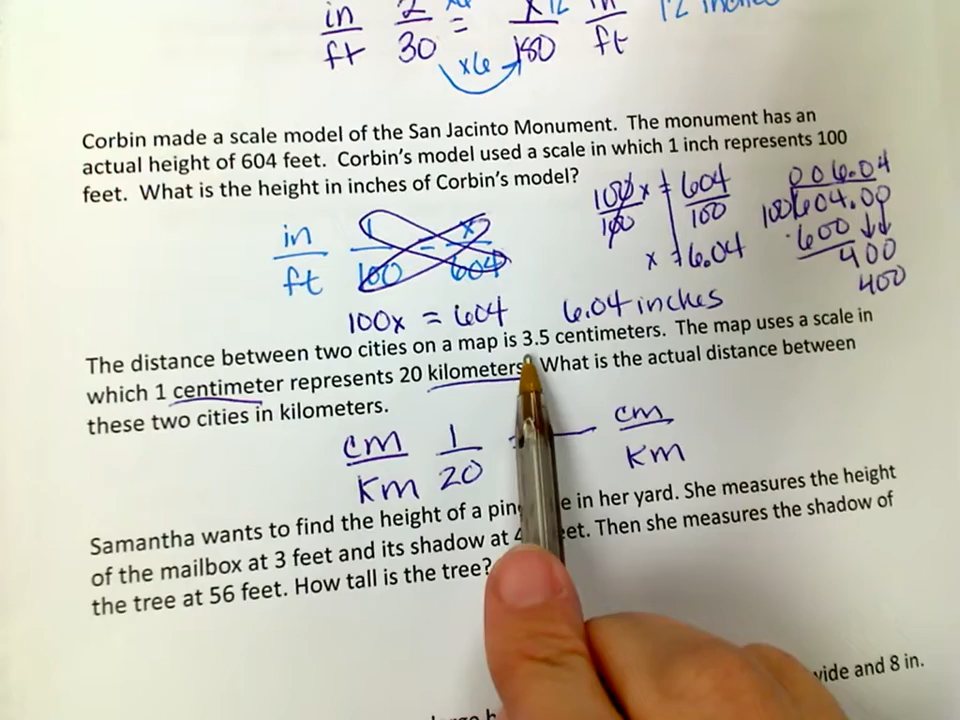 in 2 = x 12 in 12
ft 30 180 ft
x6
Corbin made a scale model of the San Jacinto Monument. The monument has an
actual height of 604 feet. Corbin's model used a scale in which 1 inch represents 100
feet. What is the height in inches of Corbin's model?
100x = 604
100 100
x = 6.04
006.04
100 604.00
600
400
400
in 1 = x
ft 100 604
100x = 604 6.04 inches
The distance between two cities on a map is 3.5 centimeters. The map uses a scale in
which 1 centimeter represents 20 kilometers. What is the actual distance between
these two cities in kilometers.
cm 1 cm
Km 20 Km
Samantha wants to find the height of a in her yard. She measures the height
of the mailbox at 3 feet and its shadow at Then she measures the shadow of
the tree at 56 feet. How tall is the tree?
and 8 in.